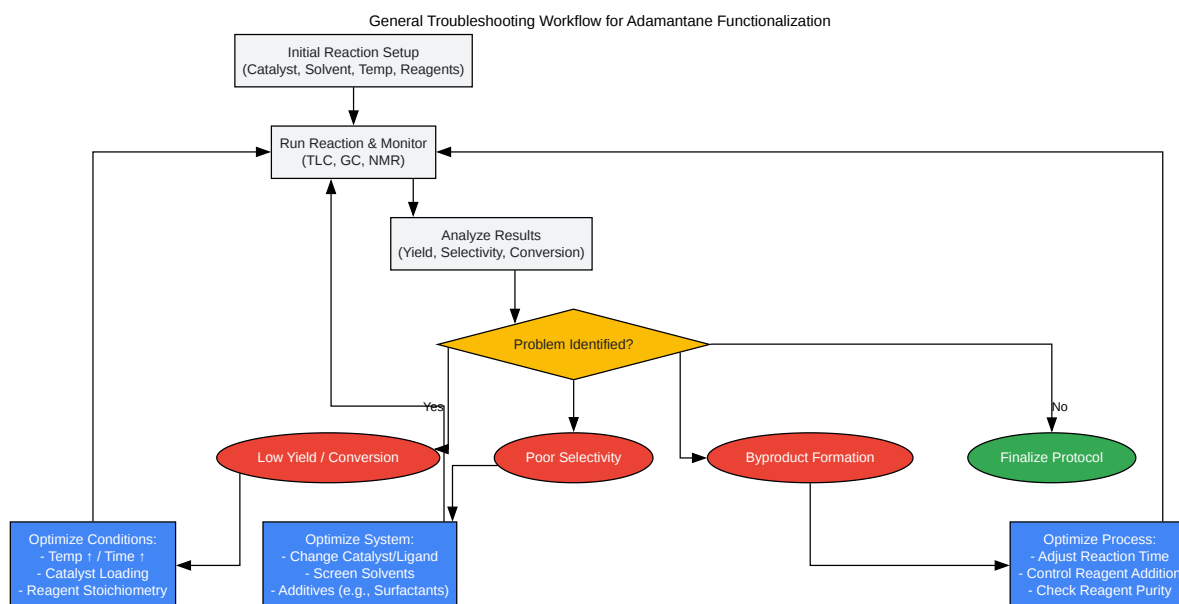 General Troubleshooting Workflow for Adamantane Functionalization
Initial Reaction Setup
(Catalyst, Solvent, Temp, Reagents)
Run Reaction & Monitor
(TLC, GC, NMR)
Analyze Results
(Yield, Selectivity, Conversion)
Problem Identified?
Yes
No
Low Yield / Conversion
Poor Selectivity
Byproduct Formation
Finalize Protocol
Optimize Conditions:
- Temp ↑ / Time ↑
- Catalyst Loading
- Reagent Stoichiometry
Optimize System:
- Change Catalyst/Ligand
- Screen Solvents
- Additives (e.g., Surfactants)
Optimize Process:
- Adjust Reaction Time
- Control Reagent Addition
- Check Reagent Purity